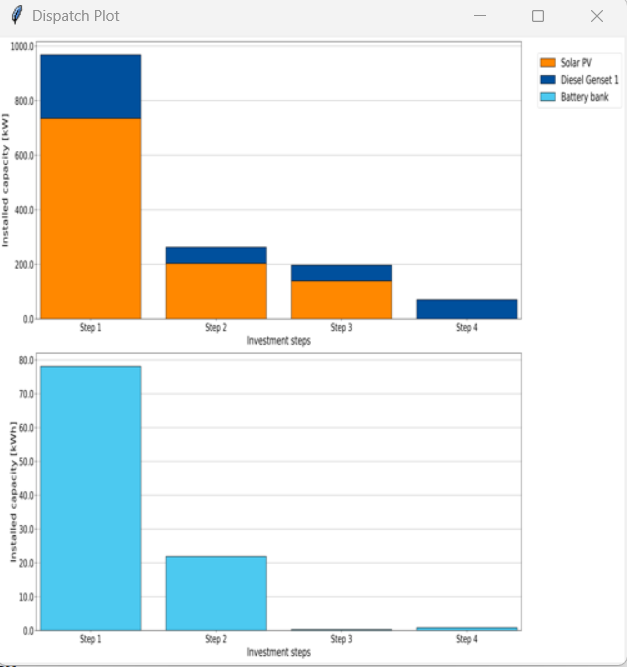 Dispatch Plot
1000.0
800.0
600.0
400.0
200.0
0.0
Installed capacity [kW]
Step 1
Step 2
Step 3
Step 4
Investment steps
Solar PV
Diesel Genset 1
Battery bank
80.0
70.0
60.0
50.0
40.0
30.0
20.0
10.0
0.0
Installed capacity [kWh]
Step 1
Step 2
Step 3
Step 4
Investment steps